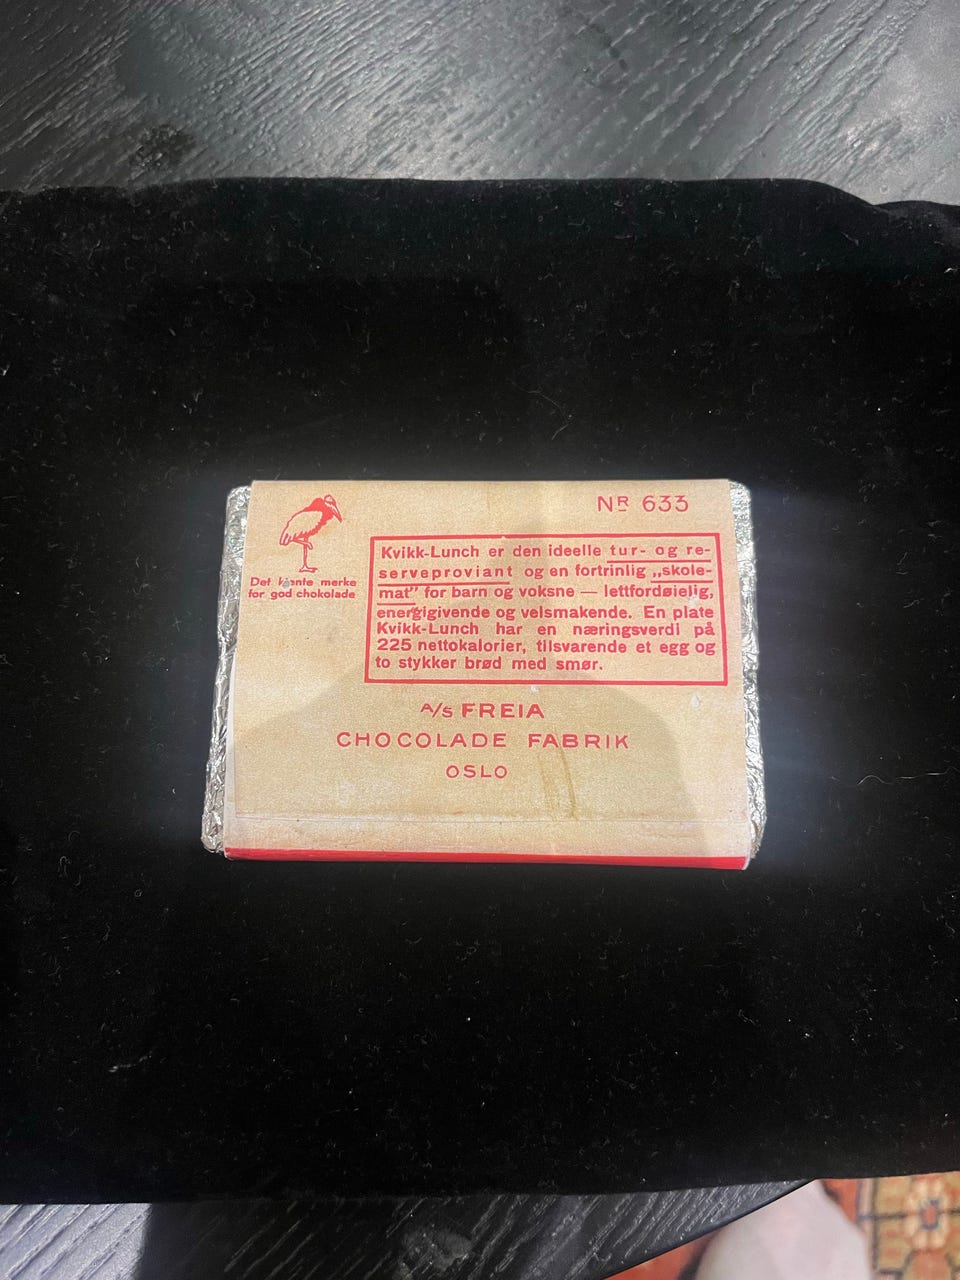 NR 633
Det kjente merke
for god chokolade
Kvikk-Lunch er den ideelle tur- og re-
serveproviant og en fortrinlig „skole-
mat” for barn og voksne — lettfordøielig,
energigivende og velsmakende. En plate
Kvikk-Lunch har en næringsverdi på
225 nettokalorier, tilsvarende et egg og
to stykker brød med smør.
A/S FREIA
CHOCOLADE FABRIK
OSLO